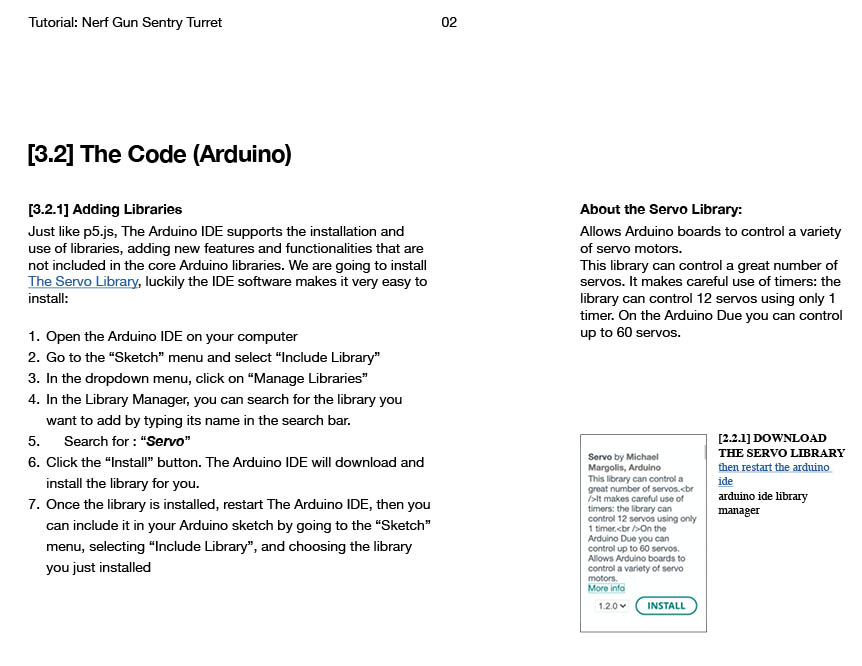 Tutorial: Nerf Gun Sentry Turret
02
[3.2] The Code (Arduino)
[3.2.1] Adding Libraries
Just like p5.js, The Arduino IDE supports the installation and
use of libraries, adding new features and functionalities that are
not included in the core Arduino libraries. We are going to install
The Servo Library, luckily the IDE software makes it very easy to
install:
1. Open the Arduino IDE on your computer
2. Go to the “Sketch” menu and select “Include Library”
3. In the dropdown menu, click on “Manage Libraries”
4. In the Library Manager, you can search for the library you
want to add by typing its name in the search bar.
5. Search for : “Servo”
6. Click the “Install” button. The Arduino IDE will download and
install the library for you.
7. Once the library is installed, restart The Arduino IDE, then you
can include it in your Arduino sketch by going to the “Sketch”
menu, selecting “Include Library”, and choosing the library
you just installed
About the Servo Library:
Allows Arduino boards to control a variety
of servo motors.
This library can control a great number of
servos. It makes careful use of timers: the
library can control 12 servos using only 1
timer. On the Arduino Due you can control
up to 60 servos.
Servo by Michael
Margolis, Arduino
This library can control a
great number of servos.<br
/>It makes careful use of
timers: the library can
control 12 servos using only
1 timer.<br />On the
Arduino Due you can
control up to 60 servos.
Allows Arduino boards to
control a variety of servo
motors.
More info
1.2.0
INSTALL
[2.2.1] DOWNLOAD
THE SERVO LIBRARY
then restart the arduino
ide
arduino ide library
manager